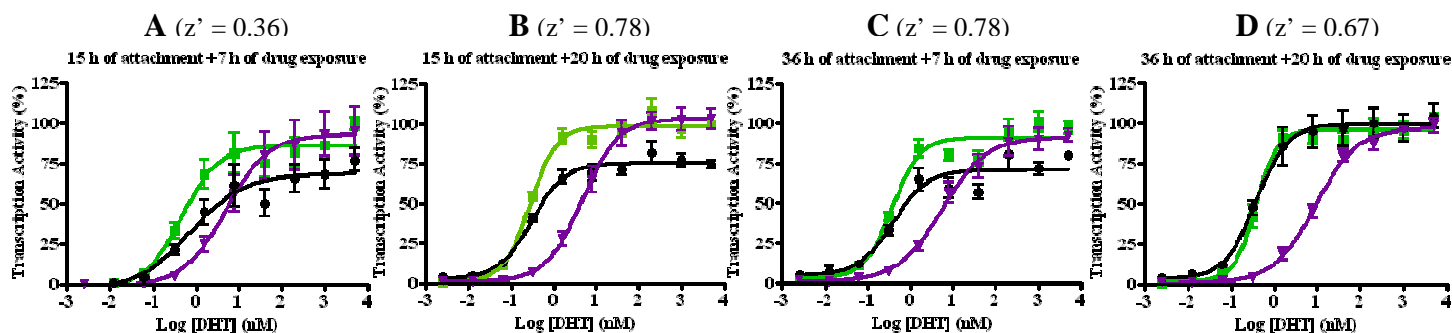 A (z’ = 0.36)
15 h of attachment +7 h of drug exposure
Transcription Activity (%)
125
100
75
50
25
0
-3 -2 -1 0 1 2 3 4
Log [DHT] (nM)
B (z’ = 0.78)
15 h of attachment +20 h of drug exposure
Transcription Activity (%)
125
100
75
50
25
0
-3 -2 -1 0 1 2 3 4
Log [DHT] (nM)
C (z’ = 0.78)
36 h of attachment +7 h of drug exposure
Transcription Activity (%)
125
100
75
50
25
0
-3 -2 -1 0 1 2 3 4
Log [DHT] (nM)
D (z’ = 0.67)
36 h of attachment +20 h of drug exposure
Transcription Activity (%)
125
100
75
50
25
0
-3 -2 -1 0 1 2 3 4
Log [DHT] (nM)